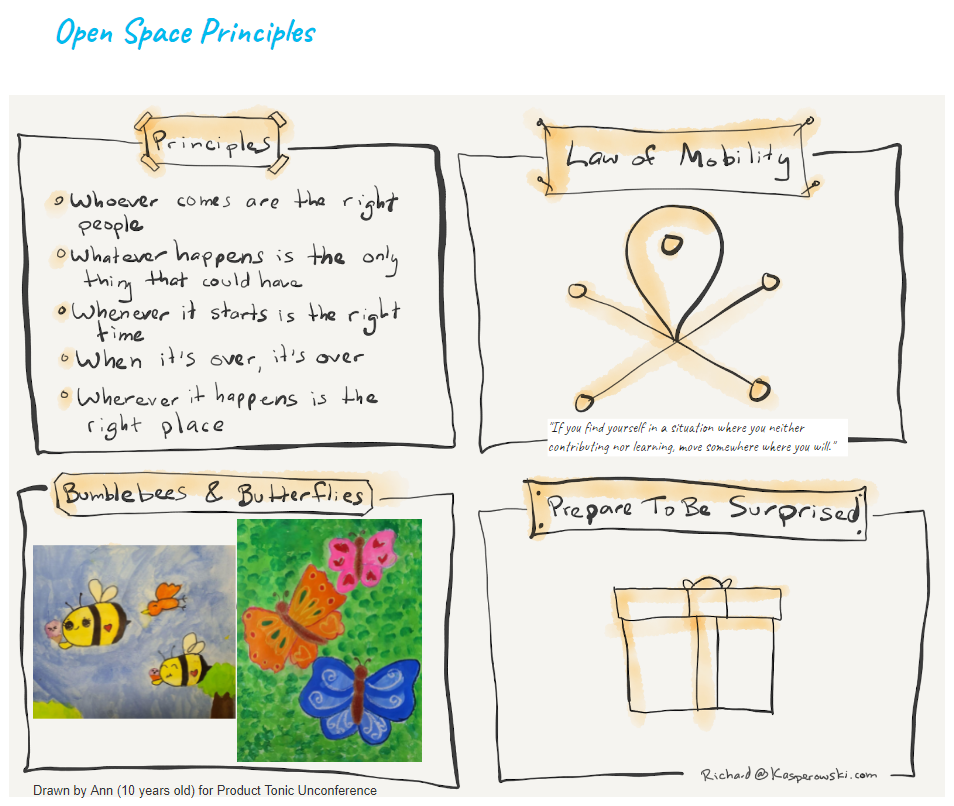 Open Space Principles
Principles
Whoever comes are the right
people
Whatever happens is the only
thing that could have
Whenever it starts is the right
time
When it's over, it's over
Wherever it happens is the
right place
Law of Mobility
"If you find yourself in a situation where you neither
contributing nor learning, move somewhere where you will."
Bumblebees & Butterflies
Drawn by Ann (10 years old) for Product Tonic Unconference
Prepare To Be Surprised
Richard@Kasperowski.com